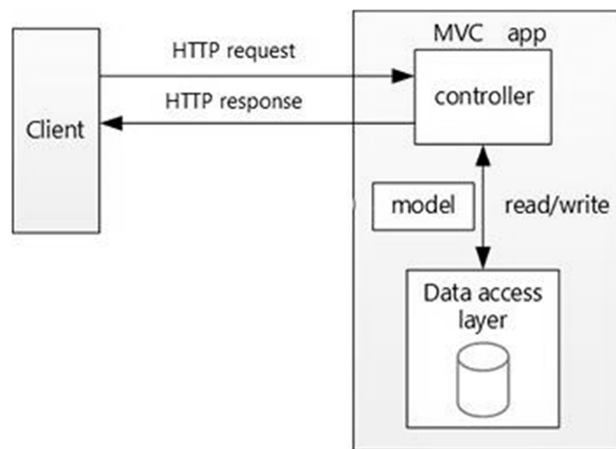 MVC app
HTTP request
controller
HTTP response
Client
model
read/write
Data access
layer